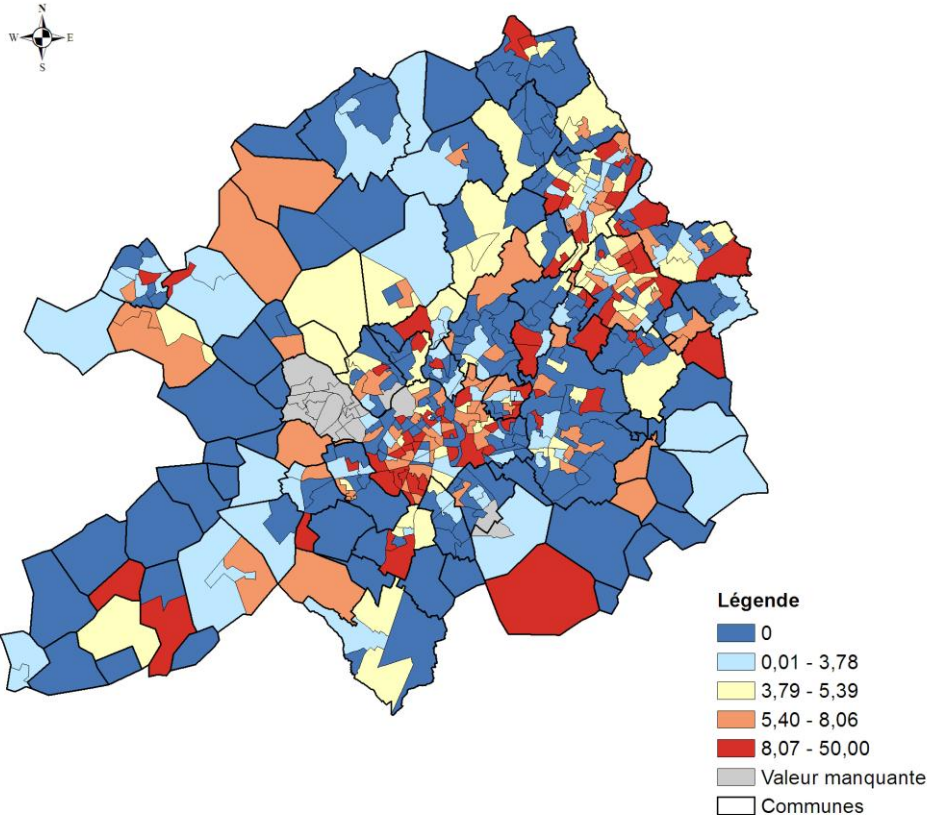 N
W E
S
Légende
0
0,01 - 3,78
3,79 - 5,39
5,40 - 8,06
8,07 - 50,00
Valeur manquante
Communes